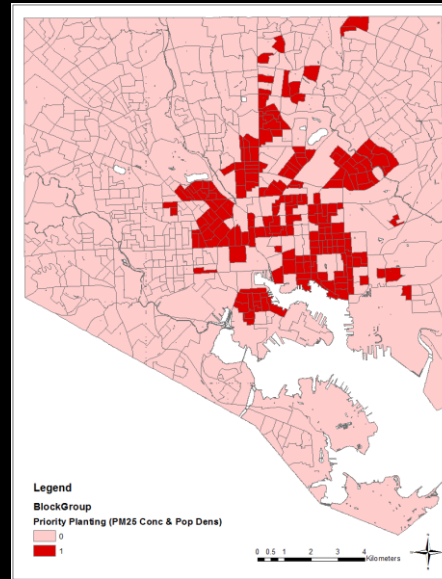 Legend
BlockGroup
Priority Planting (PM25 Conc & Pop Dens)
0
1
0 0.5 1 2 3 4
Kilometers